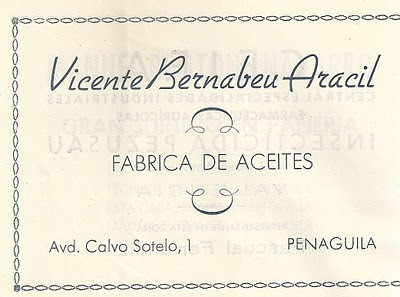 Vicente Bernabeu Aracil
FABRICA DE ACEITES
Avd. Calvo Sotelo, 1 PENAGUILA